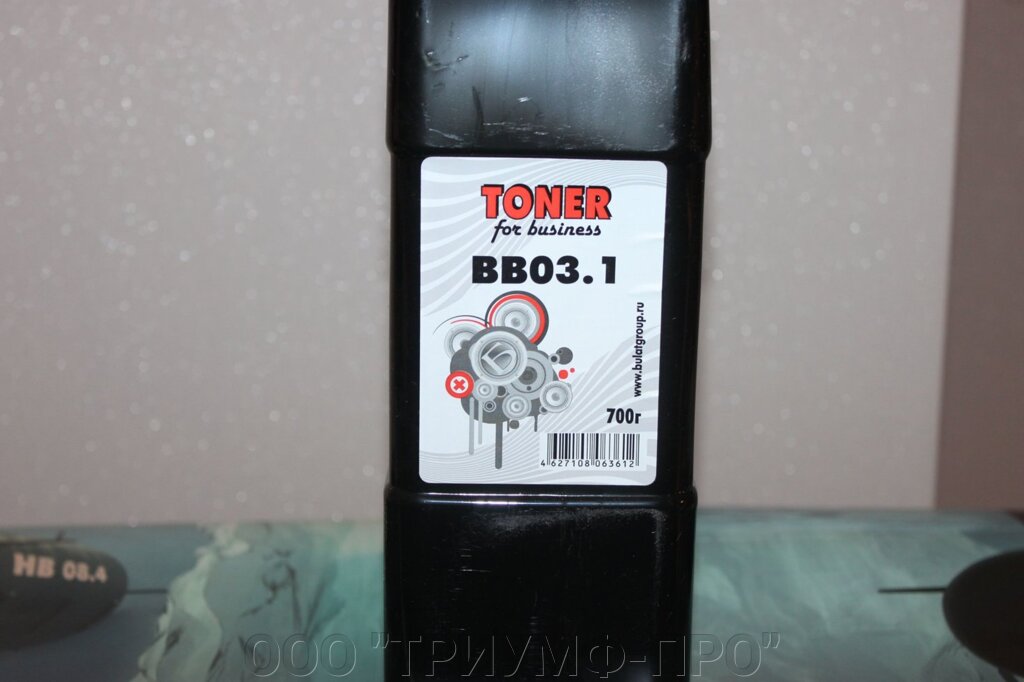 TONER
for business
BB03.1
www.bulatgroup.ru
700г
4 627108 063612
HB 08.4
ООО "ТРИУМФ-ПРО"